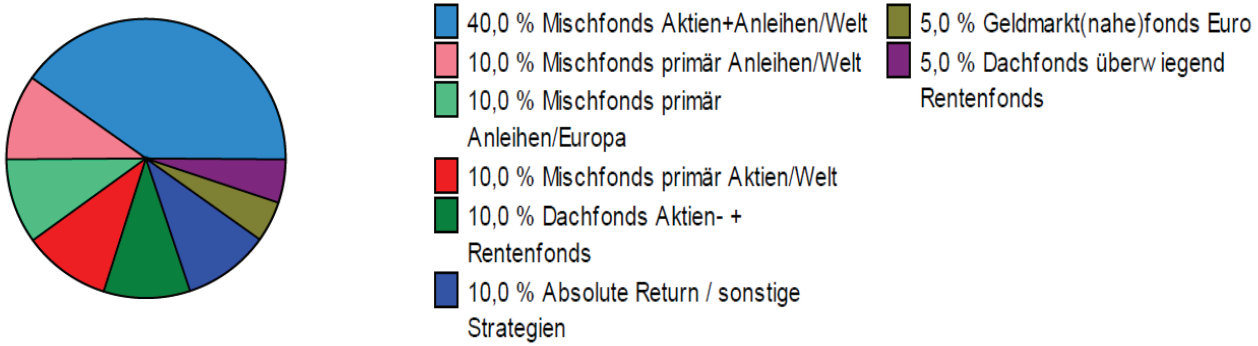 40,0 % Mischfonds Aktien+Anleihen/Welt
10,0 % Mischfonds primär Anleihen/Welt
10,0 % Mischfonds primär
Anleihen/Europa
10,0 % Mischfonds primär Aktien/Welt
10,0 % Dachfonds Aktien- +
Rentenfonds
10,0 % Absolute Return / sonstige
Strategien
5,0 % Geldmarkt(nahe)fonds Euro
5,0 % Dachfonds überwiegend
Rentenfonds